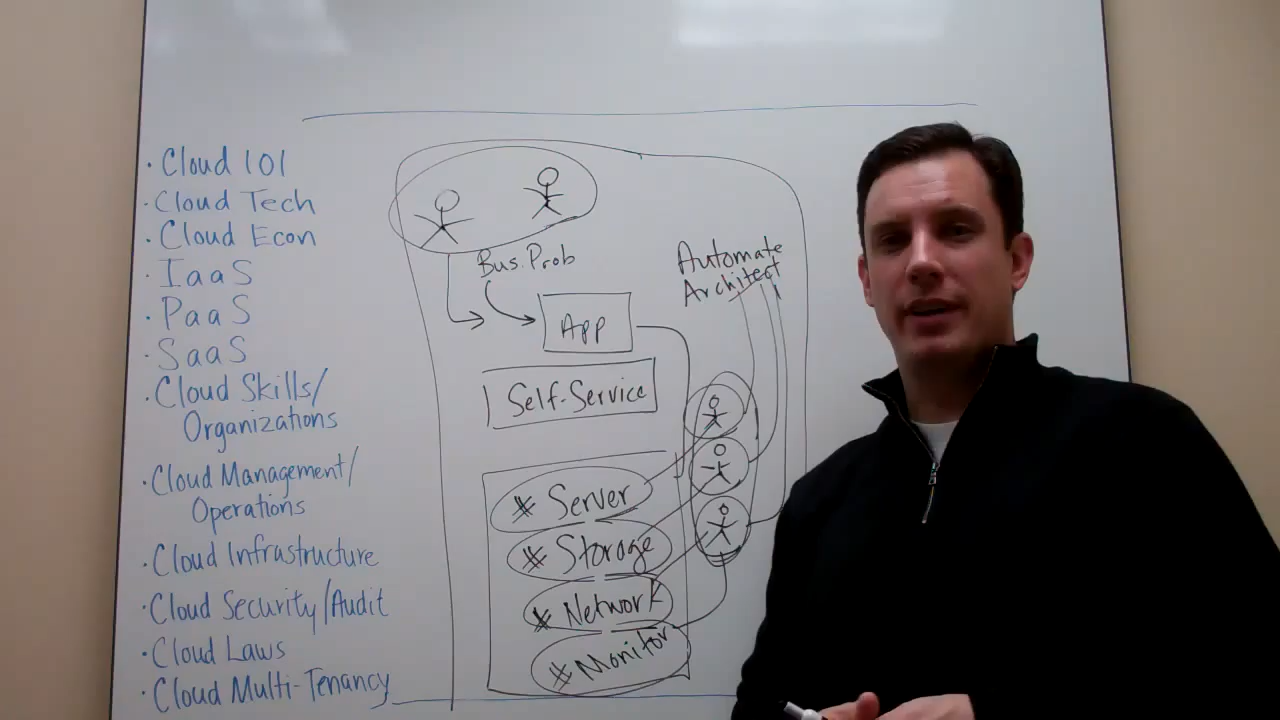 · Cloud 101
· Cloud Tech
· Cloud Econ
· IaaS
· PaaS
· SaaS
· Cloud Skills/
Organizations
· Cloud Management/
Operations
· Cloud Infrastructure
· Cloud Security/Audit
· Cloud Laws
· Cloud Multi-Tenancy
Bus. Prob
App
Self-Service
Automate
Architect
* Server
* Storage
* Network
* Monitor